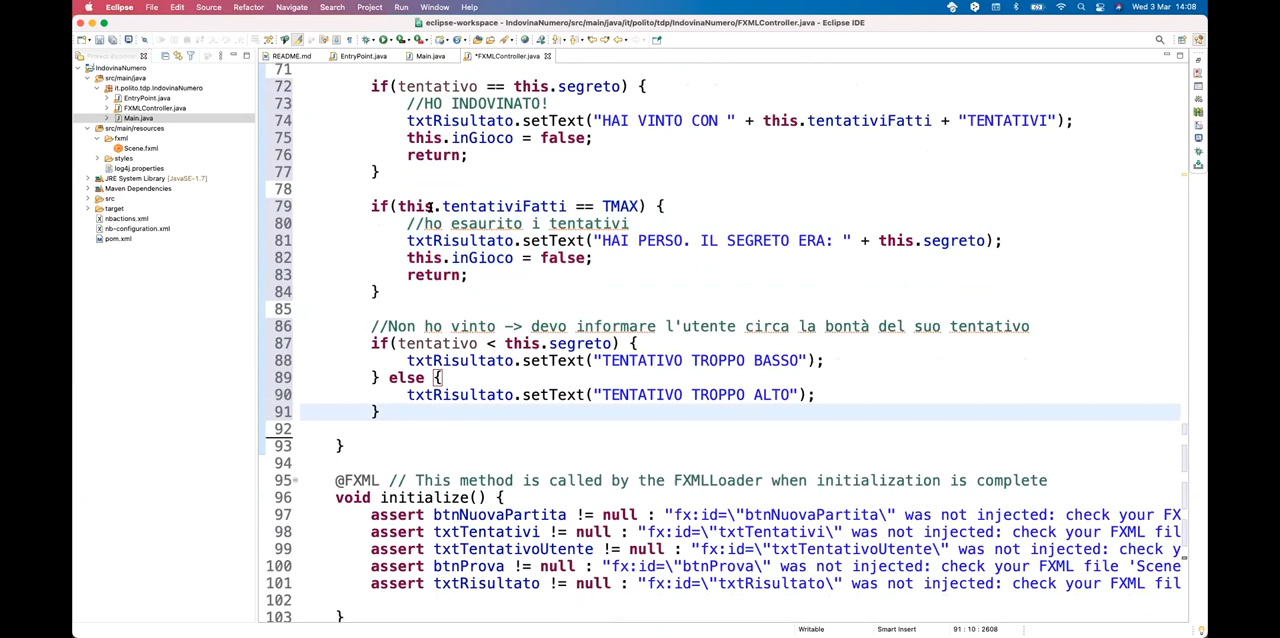 Eclipse File Edit Source Refactor Navigate Search Project Run Window Help Wed 3 Mar 14:08
eclipse-workspace - IndovinaNumero/src/main/java/it/polito/tdp/IndovinaNumero/FXMLController.java - Eclipse IDE
Project Explorer
IndovinaNumero
src/main/java
it.polito.tdp.IndovinaNumero
EntryPoint.java
FXMLController.java
Main.java
src/main/resources
fxml
Scene.fxml
styles
log4j.properties
JRE System Library [JavaSE-1.7]
Maven Dependencies
src
target
nbactions.xml
nb-configuration.xml
pom.xml
README.md EntryPoint.java Main.java *FXMLController.java
71
72 if(tentativo == this.segreto) {
73 //HO INDOVINATO!
74 txtRisultato.setText("HAI VINTO CON " + this.tentativiFatti + "TENTATIVI");
75 this.inGioco = false;
76 return;
77 }
78
79 if(this.tentativiFatti == TMAX) {
80 //ho esaurito i tentativi
81 txtRisultato.setText("HAI PERSO. IL SEGRETO ERA: " + this.segreto);
82 this.inGioco = false;
83 return;
84 }
85
86 //Non ho vinto -> devo informare l'utente circa la bontà del suo tentativo
87 if(tentativo < this.segreto) {
88 txtRisultato.setText("TENTATIVO TROPPO BASSO");
89 } else {
90 txtRisultato.setText("TENTATIVO TROPPO ALTO");
91 }
92
93 }
94
95 @FXML // This method is called by the FXMLLoader when initialization is complete
96 void initialize() {
97 assert btnNuovaPartita != null : "fx:id=\"btnNuovaPartita\" was not injected: check your FX
98 assert txtTentativi != null : "fx:id=\"txtTentativi\" was not injected: check your FXML fil
99 assert txtTentativoUtente != null : "fx:id=\"txtTentativoUtente\" was not injected: check y
100 assert btnProva != null : "fx:id=\"btnProva\" was not injected: check your FXML file 'Scene
101 assert txtRisultato != null : "fx:id=\"txtRisultato\" was not injected: check your FXML fil
102
103 }
Writable Smart Insert 91 : 10 : 2608